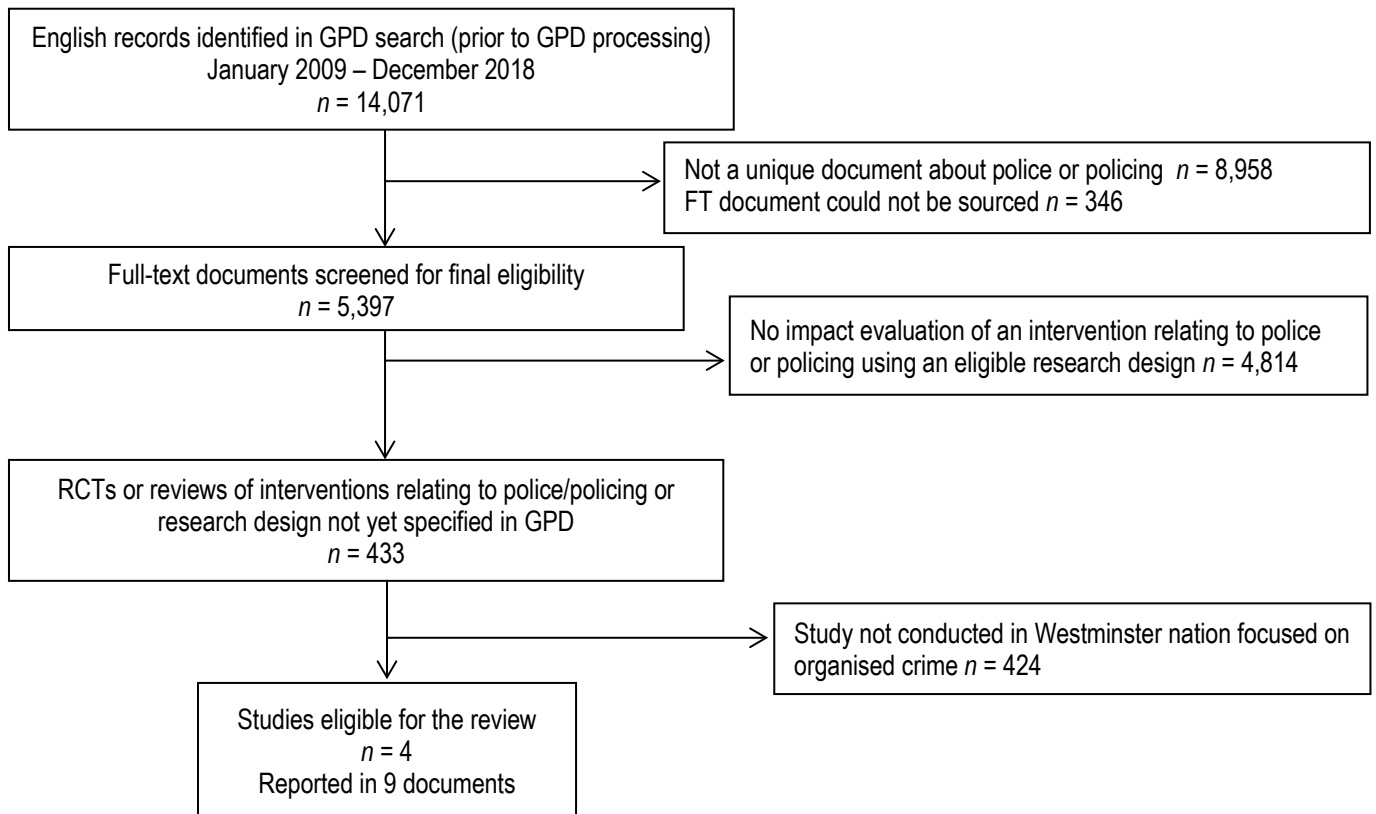 English records identified in GPD search (prior to GPD processing)
January 2009 – December 2018
n = 14,071
Not a unique document about police or policing n = 8,958
FT document could not be sourced n = 346
Full-text documents screened for final eligibility
n = 5,397
No impact evaluation of an intervention relating to police
or policing using an eligible research design n = 4,814
RCTs or reviews of interventions relating to police/policing or
research design not yet specified in GPD
n = 433
Study not conducted in Westminster nation focused on
organised crime n = 424
Studies eligible for the review
n = 4
Reported in 9 documents